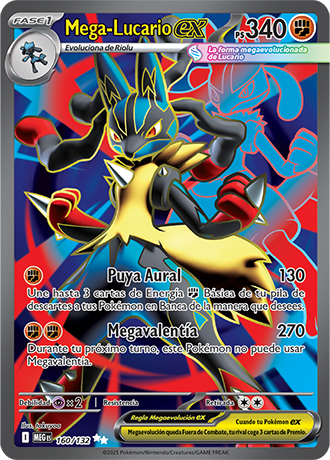 FASE 1
Mega-Lucario ex PS 340
Evoluciona de Riolu
La forma megaevolucionada
de Lucario
Puya Aural 130
Une hasta 3 cartas de Energía Básica de tu pila de
descartes a tus Pokémon en Banca de la manera que desees.
Megavalentía 270
Durante tu próximo turno, este Pokémon no puede usar
Megavalentía.
Debilidad ×2 Resistencia Retirada
Regla Megaevolución ex
Cuando tu Pokémon ex
Megaevolución queda Fuera de Combate, tu rival coge 3 cartas de Premio.
Ilus. Ankyooo
I MEG ES 160/132
©2025 Pokémon/Nintendo/Creatures/GAME FREAK